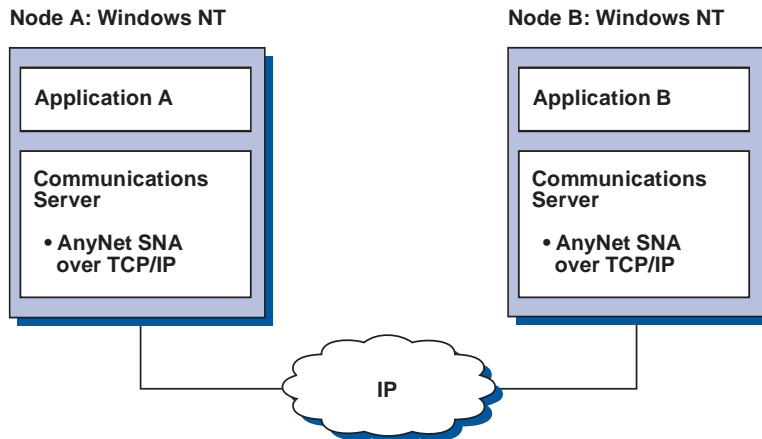 Node A: Windows NT
Application A
Communications
Server
• AnyNet SNA
over TCP/IP
Node B: Windows NT
Application B
Communications
Server
• AnyNet SNA
over TCP/IP
IP